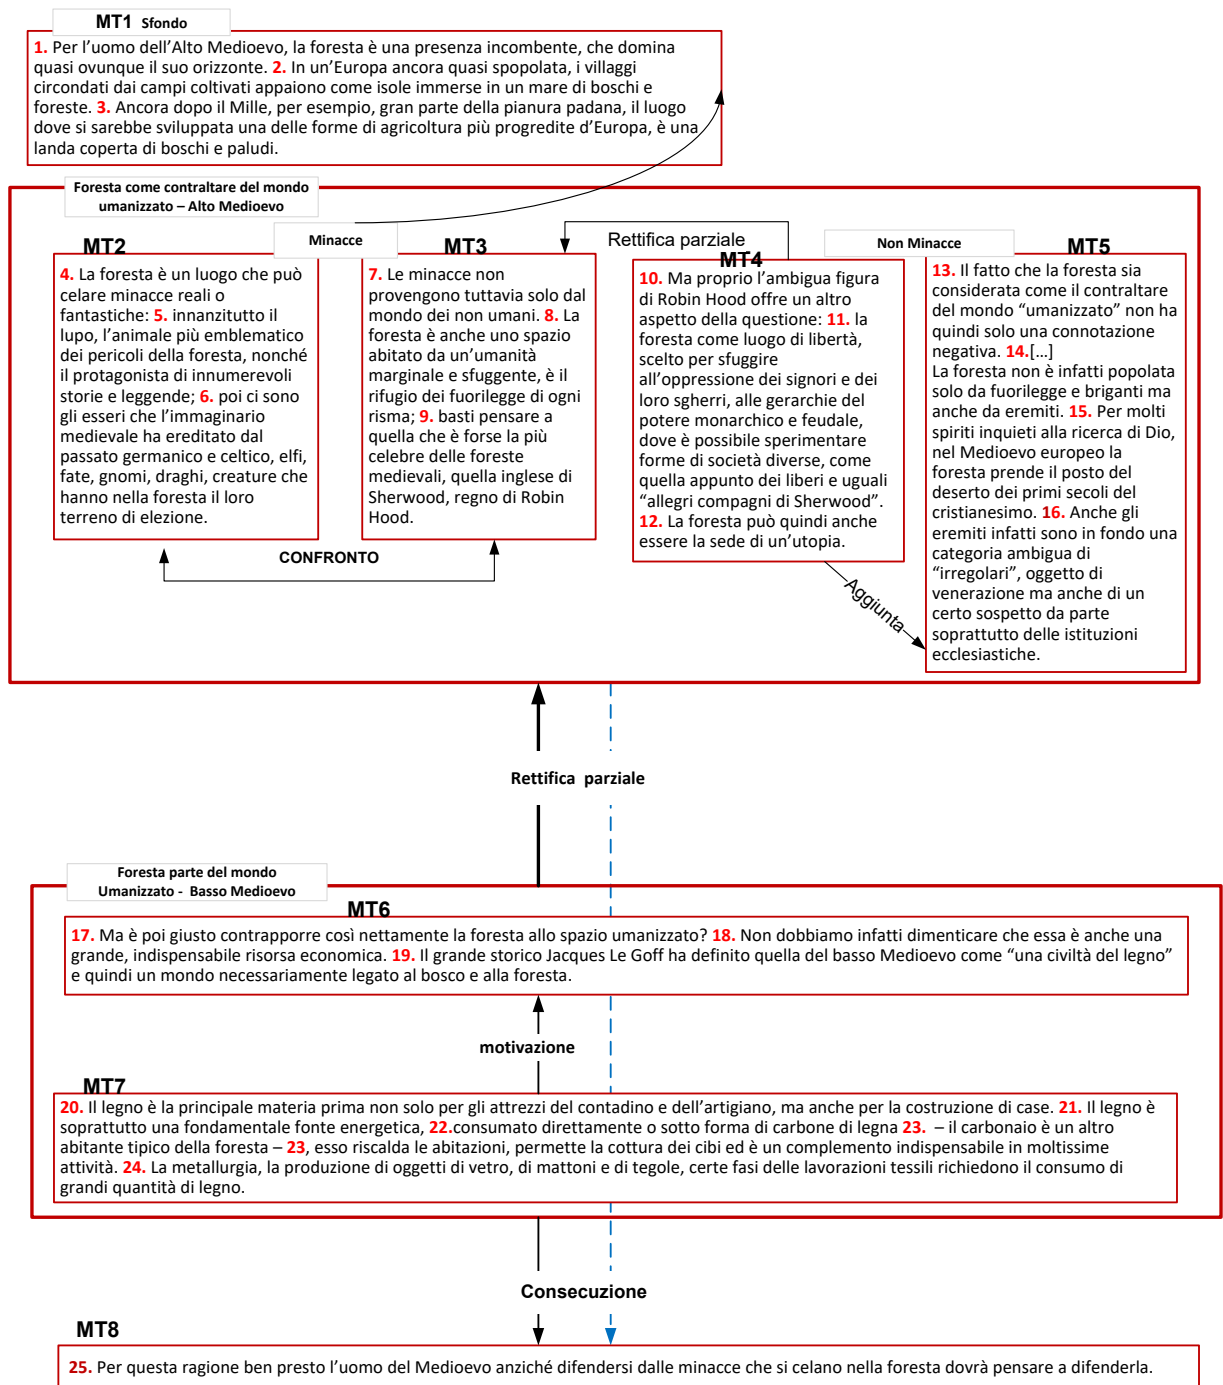 MT1 Sfondo
1. Per l’uomo dell’Alto Medioevo, la foresta è una presenza incombente, che domina
quasi ovunque il suo orizzonte. 2. In un’Europa ancora quasi spopolata, i villaggi
circondati dai campi coltivati appaiono come isole immerse in un mare di boschi e
foreste. 3. Ancora dopo il Mille, per esempio, gran parte della pianura padana, il luogo
dove si sarebbe sviluppata una delle forme di agricoltura più progredite d’Europa, è una
landa coperta di boschi e paludi.
Foresta come contraltare del mondo
umanizzato – Alto Medioevo
Minacce
MT2
4. La foresta è un luogo che può
celare minacce reali o
fantastiche: 5. innanzitutto il
lupo, l’animale più emblematico
dei pericoli della foresta, nonché
il protagonista di innumerevoli
storie e leggende; 6. poi ci sono
gli esseri che l’immaginario
medievale ha ereditato dal
passato germanico e celtico, elfi,
fate, gnomi, draghi, creature che
hanno nella foresta il loro
terreno di elezione.
MT3
7. Le minacce non
provengono tuttavia solo dal
mondo dei non umani. 8. La
foresta è anche uno spazio
abitato da un’umanità
marginale e sfuggente, è il
rifugio dei fuorilegge di ogni
risma; 9. basti pensare a
quella che è forse la più
celebre delle foreste
medievali, quella inglese di
Sherwood, regno di Robin
Hood.
CONFRONTO
Rettifica parziale
Non Minacce
MT4
10. Ma proprio l’ambigua figura
di Robin Hood offre un altro
aspetto della questione: 11. la
foresta come luogo di libertà,
scelto per sfuggire
all’oppressione dei signori e dei
loro sgherri, alle gerarchie del
potere monarchico e feudale,
dove è possibile sperimentare
forme di società diverse, come
quella appunto dei liberi e uguali
“allegri compagni di Sherwood”.
12. La foresta può quindi anche
essere la sede di un’utopia.
Aggiunta
MT5
13. Il fatto che la foresta sia
considerata come il contraltare
del mondo “umanizzato” non ha
quindi solo una connotazione
negativa. 14.[…]
La foresta non è infatti popolata
solo da fuorilegge e briganti ma
anche da eremiti. 15. Per molti
spiriti inquieti alla ricerca di Dio,
nel Medioevo europeo la
foresta prende il posto del
deserto dei primi secoli del
cristianesimo. 16. Anche gli
eremiti infatti sono in fondo una
categoria ambigua di
“irregolari”, oggetto di
venerazione ma anche di un
certo sospetto da parte
soprattutto delle istituzioni
ecclesiastiche.
Rettifica parziale
Foresta parte del mondo
Umanizzato - Basso Medioevo
MT6
17. Ma è poi giusto contrapporre così nettamente la foresta allo spazio umanizzato? 18. Non dobbiamo infatti dimenticare che essa è anche una
grande, indispensabile risorsa economica. 19. Il grande storico Jacques Le Goff ha definito quella del basso Medioevo come “una civiltà del legno”
e quindi un mondo necessariamente legato al bosco e alla foresta.
motivazione
MT7
20. Il legno è la principale materia prima non solo per gli attrezzi del contadino e dell’artigiano, ma anche per la costruzione di case. 21. Il legno è
soprattutto una fondamentale fonte energetica, 22.consumato direttamente o sotto forma di carbone di legna 23. – il carbonaio è un altro
abitante tipico della foresta – 23, esso riscalda le abitazioni, permette la cottura dei cibi ed è un complemento indispensabile in moltissime
attività. 24. La metallurgia, la produzione di oggetti di vetro, di mattoni e di tegole, certe fasi delle lavorazioni tessili richiedono il consumo di
grandi quantità di legno.
Consecuzione
MT8
25. Per questa ragione ben presto l’uomo del Medioevo anziché difendersi dalle minacce che si celano nella foresta dovrà pensare a difenderla.